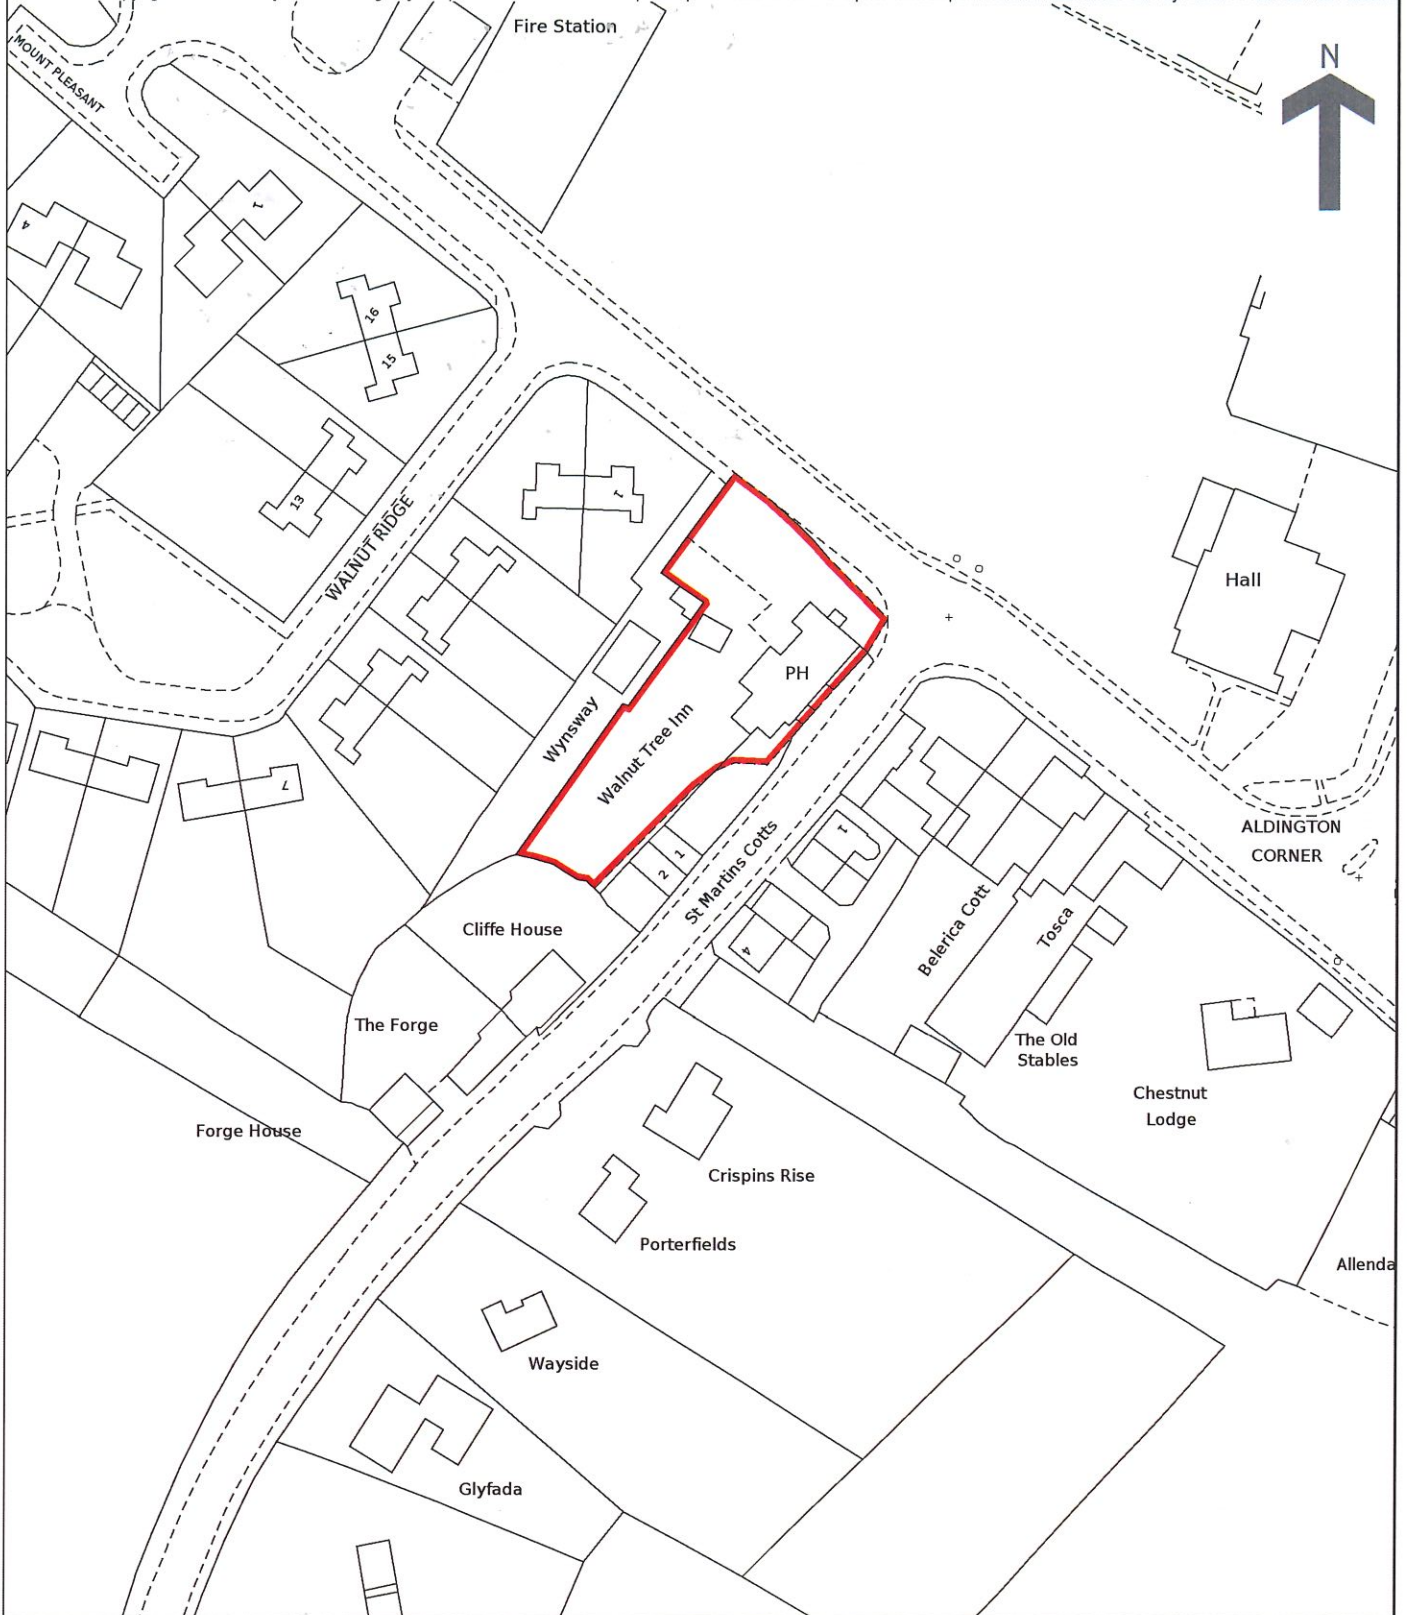 Fire Station
N
MOUNT PLEASANT
1
4
16
15
13
WALNUT RIDGE
1
Hall
PH
Wynsway
Walnut Tree Inn
7
ALDINGTON
CORNER
1
2
1
St Martins Cotts
4
Belerica Cott
Tosca
Cliffe House
The Forge
The Old
Stables
Chestnut
Lodge
Forge House
Crispins Rise
Porterfields
Allenda
Wayside
Glyfada